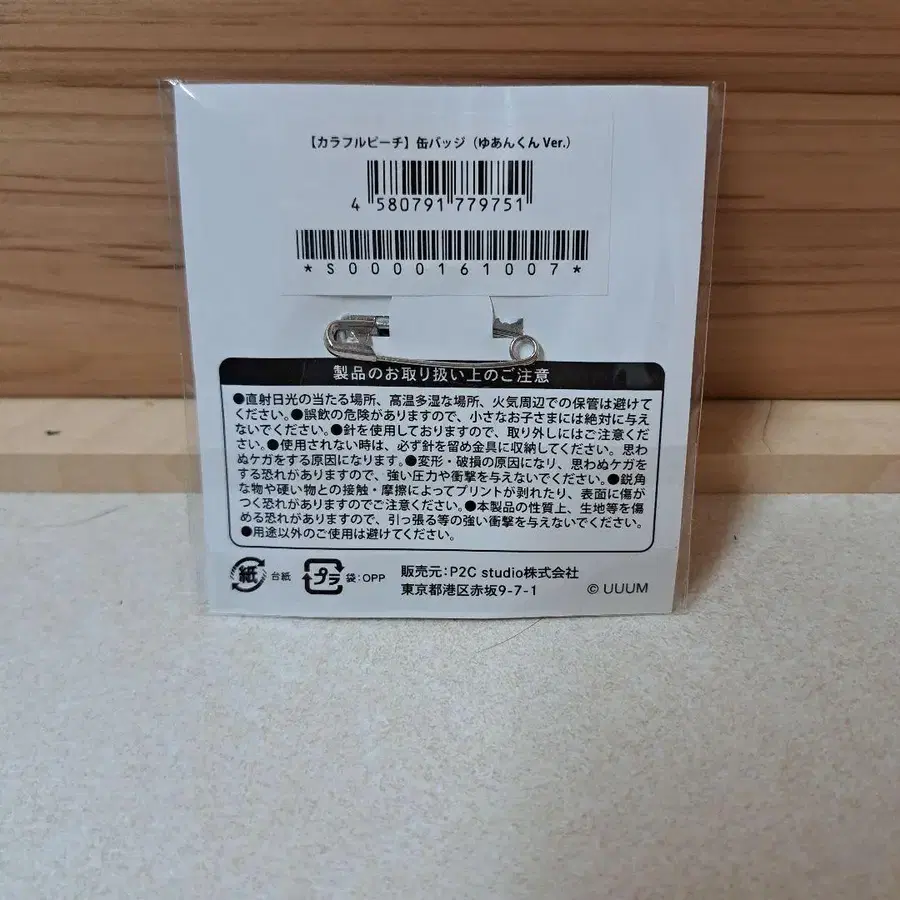 【カラフルピーチ】缶バッジ（ゆあんくん Ver.）
4 580791 779751
*S0000161007*
製品のお取り扱い上のご注意
●直射日光の当たる場所、高温多湿な場所、火気周辺での保管は避けて
ください。●誤飲の危険がありますので、小さなお子さまには絶対に与え
ないでください。●針を使用しておりますので、取り外しにはご注意くだ
さい。●使用されない時は、必ず針を留め金具に収納してください。思わ
ぬケガをする原因になります。●変形・破損の原因になり、思わぬケガを
する恐れがありますので、強い圧力や衝撃を与えないでください。●鋭角
な物や硬い物との接触・摩擦によってプリントが剥れたり、表面に傷が
つく恐れがありますのでご注意ください。●本製品の性質上、生地等を傷
める恐れがありますので、引っ張る等の強い衝撃を与えないでください。
●用途以外のご使用は避けてください。
紙 台紙
プラ 袋：OPP
販売元：P2C studio株式会社
東京都港区赤坂9-7-1
© UUUM